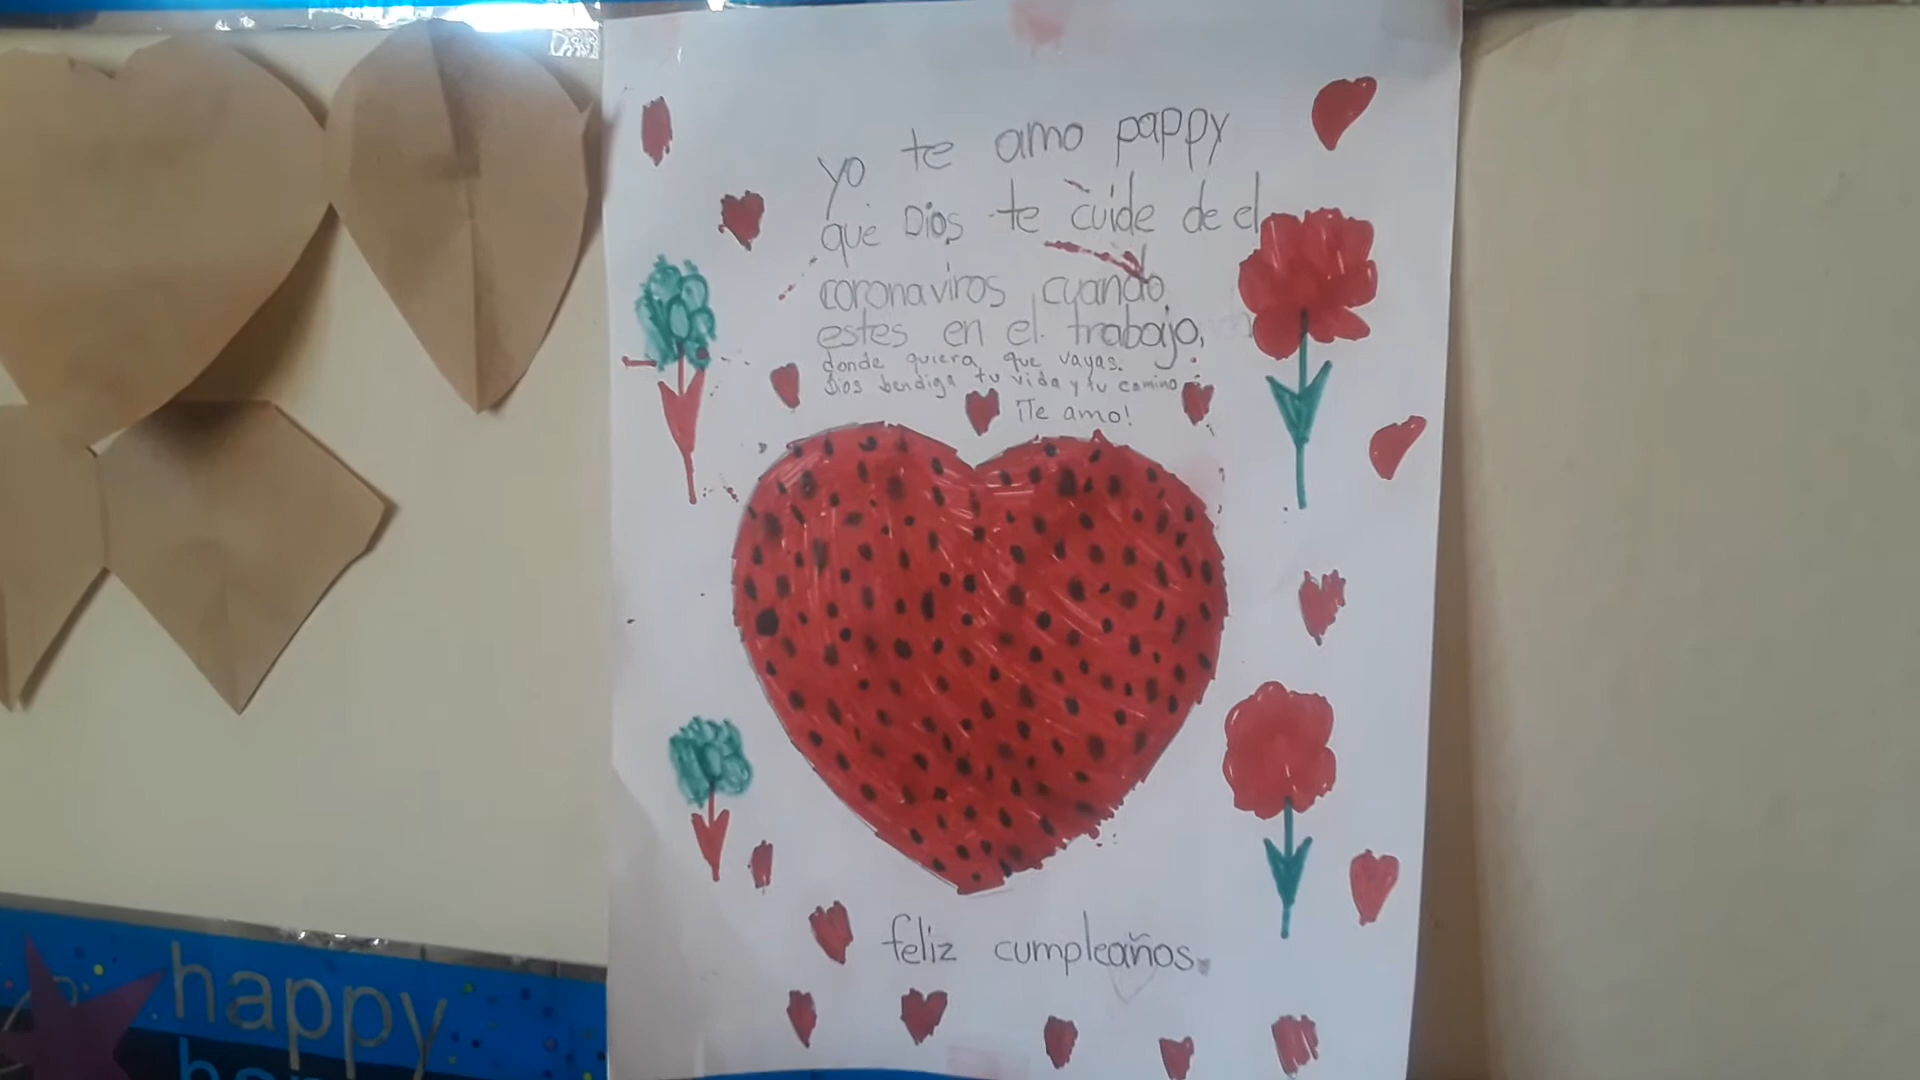 yo te amo pappy
que Dios te cuide de el
coronaviros cuando
estes en el trabajo,
donde quiera que vayas.
Dios bendiga tu vida y tu camino
¡Te amo!
feliz cumpleaños.
happy